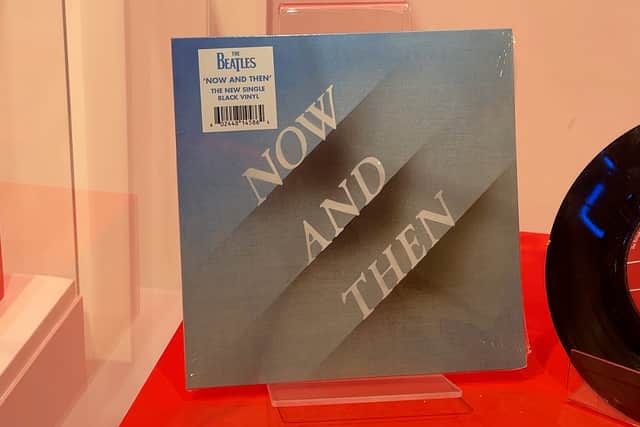 THE
BEATLES
'NOW AND THEN'
THE NEW SINGLE
BLACK VINYL
NOW
AND
THEN